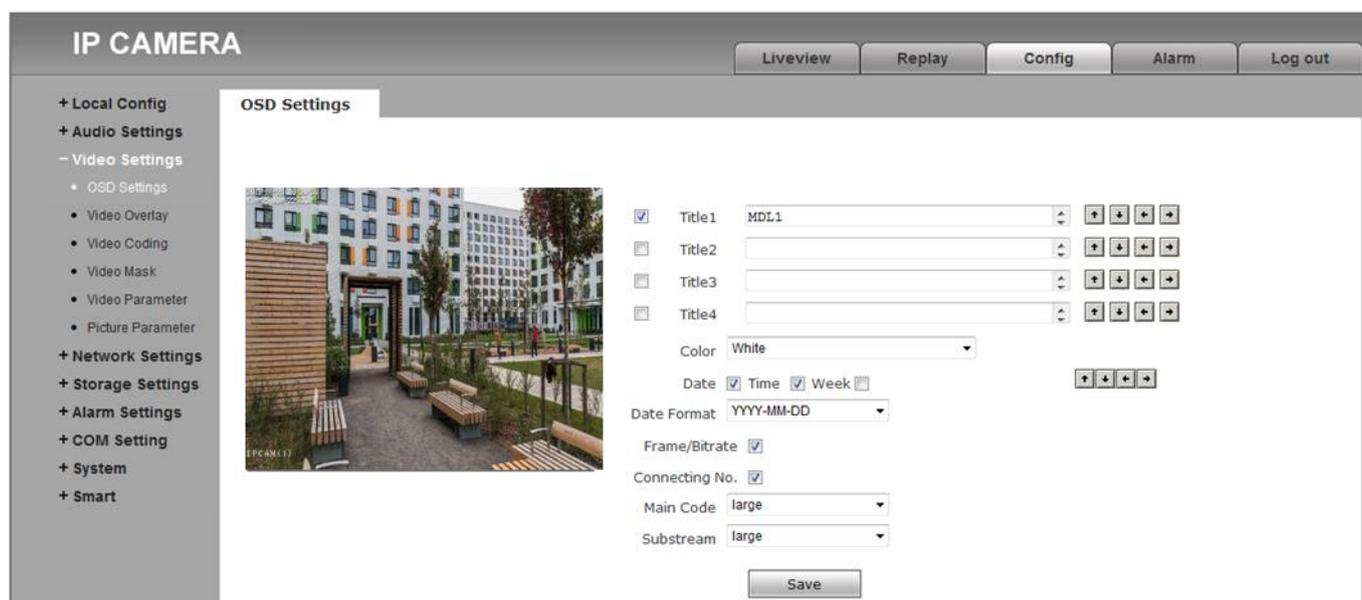 IP CAMERA
Liveview
Replay
Config
Alarm
Log out
+ Local Config
+ Audio Settings
− Video Settings
• OSD Settings
• Video Overlay
• Video Coding
• Video Mask
• Video Parameter
• Picture Parameter
+ Network Settings
+ Storage Settings
+ Alarm Settings
+ COM Setting
+ System
+ Smart
OSD Settings
IPCAM(1)
Title1 MDL1
Title2
Title3
Title4
Color White
Date Time Week
Date Format YYYY-MM-DD
Frame/Bitrate
Connecting No.
Main Code large
Substream large
Save